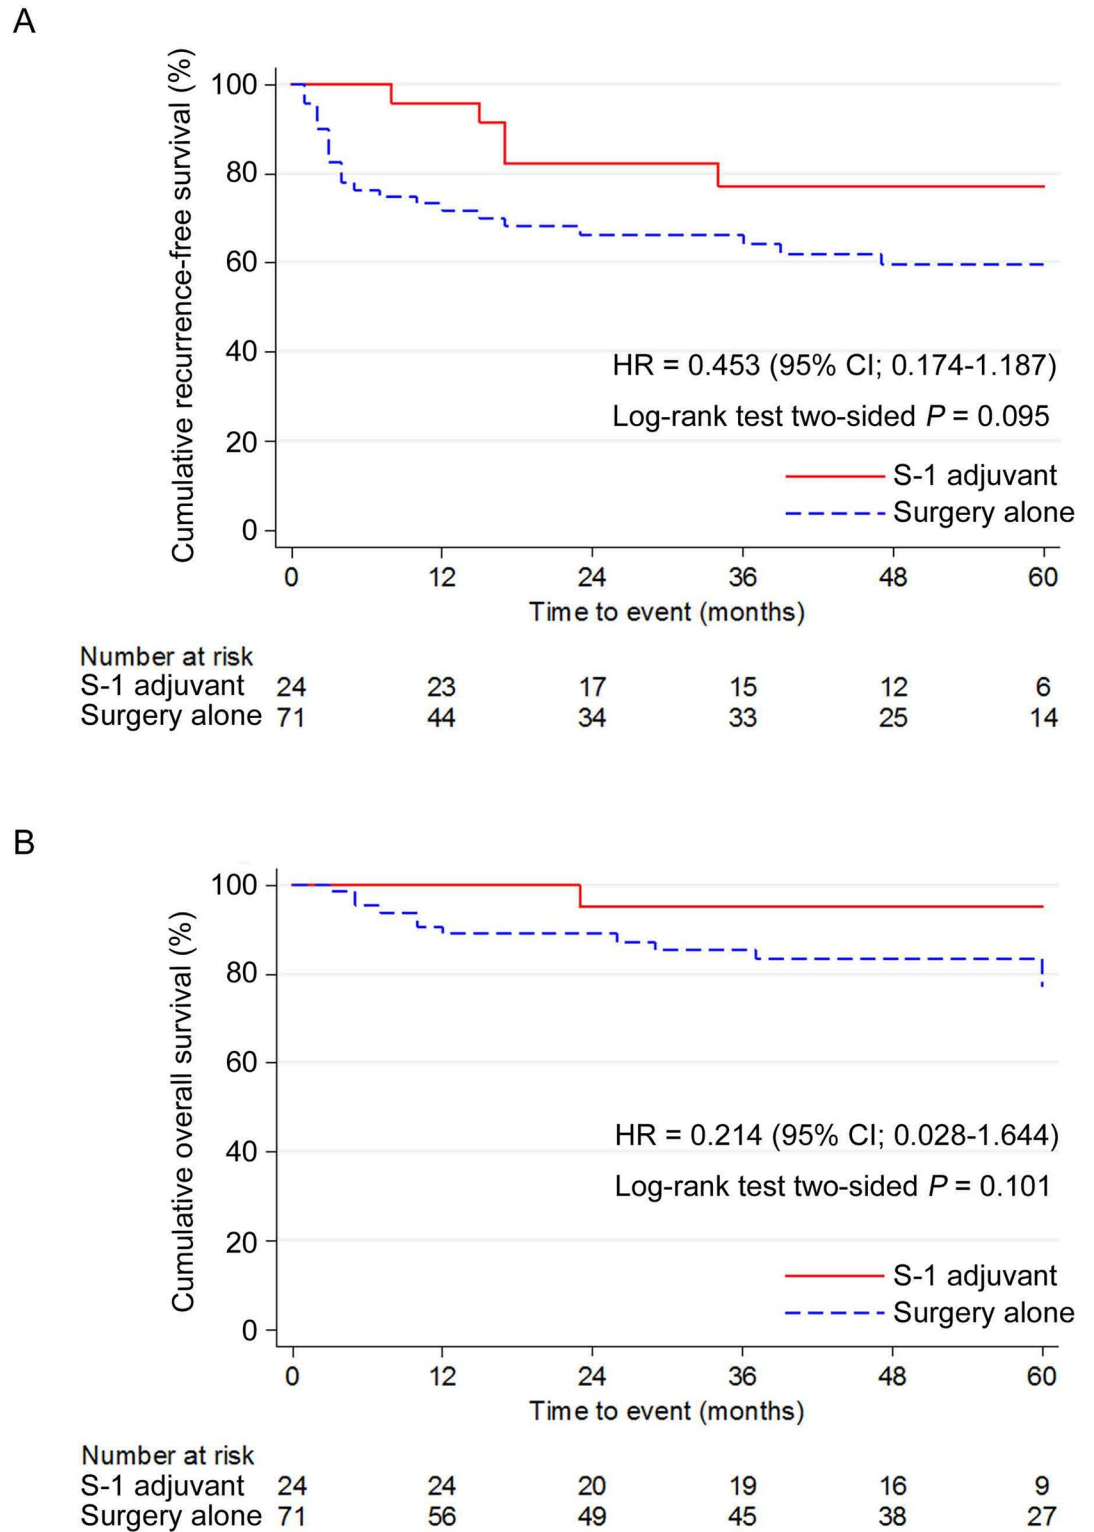 A
Cumulative recurrence-free survival (%)
100
80
60
40
20
0
HR = 0.453 (95% CI; 0.174-1.187)
Log-rank test two-sided P = 0.095
S-1 adjuvant
Surgery alone
0 12 24 36 48 60
Time to event (months)
Number at risk
S-1 adjuvant 24 23 17 15 12 6
Surgery alone 71 44 34 33 25 14
B
Cumulative overall survival (%)
100
80
60
40
20
0
HR = 0.214 (95% CI; 0.028-1.644)
Log-rank test two-sided P = 0.101
S-1 adjuvant
Surgery alone
0 12 24 36 48 60
Time to event (months)
Number at risk
S-1 adjuvant 24 24 20 19 16 9
Surgery alone 71 56 49 45 38 27